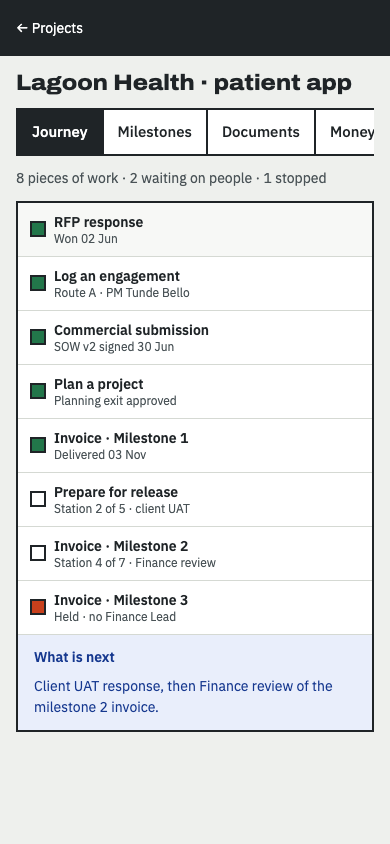 ← Projects
Lagoon Health · patient app
Journey
Milestones
Documents
Money
8 pieces of work · 2 waiting on people · 1 stopped
RFP response
Won 02 Jun
Log an engagement
Route A · PM Tunde Bello
Commercial submission
SOW v2 signed 30 Jun
Plan a project
Planning exit approved
Invoice · Milestone 1
Delivered 03 Nov
Prepare for release
Station 2 of 5 · client UAT
Invoice · Milestone 2
Station 4 of 7 · Finance review
Invoice · Milestone 3
Held · no Finance Lead
What is next
Client UAT response, then Finance review of the
milestone 2 invoice.